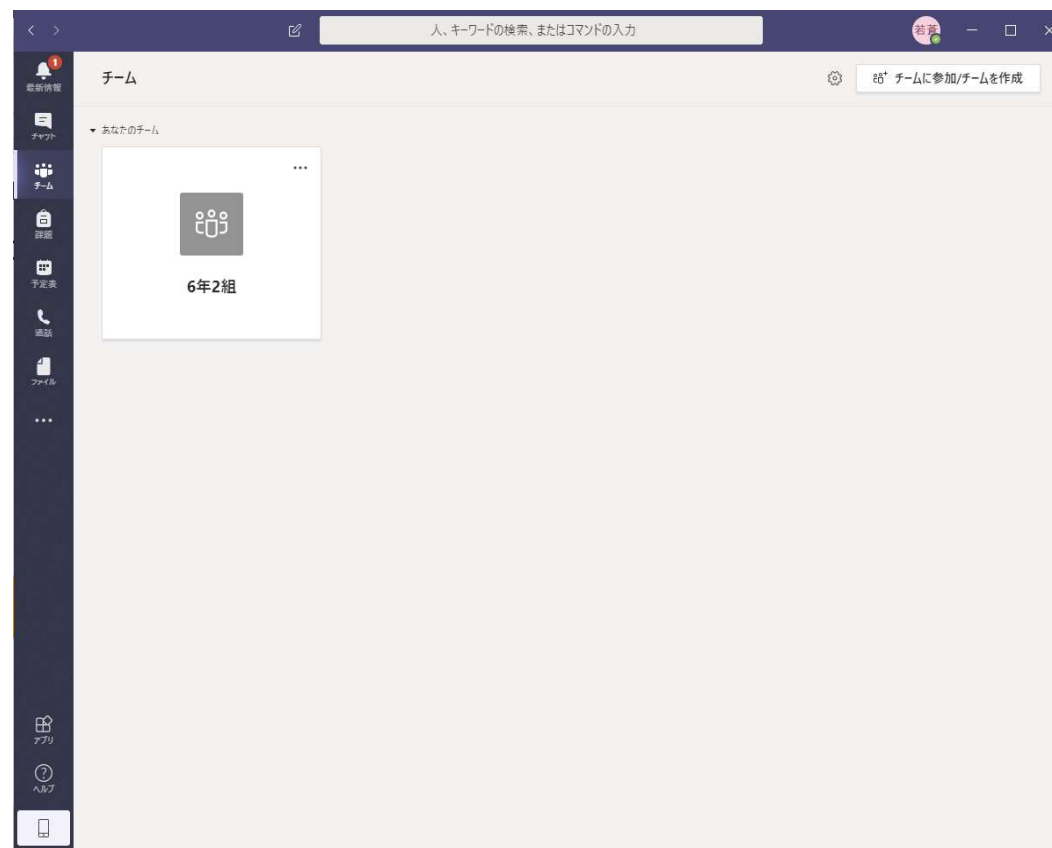 人、キーワードの検索、またはコマンドの入力
若蒼
1
最新情報
チーム
チームに参加/チームを作成
チャット
あなたのチーム
チーム
課題
予定表
6年2組
通話
ファイル
アプリ
ヘルプ